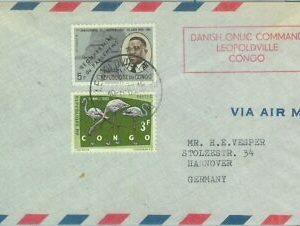 DANISH ONUC COMMAND
LEOPOLDVILLE
CONGO
5F
REPUBLIQUE DU CONGO
3F
CONGO
VIA AIR M
MR. H.E.VESPER
STOLZESTR. 34
HANNOVER
GERMANY